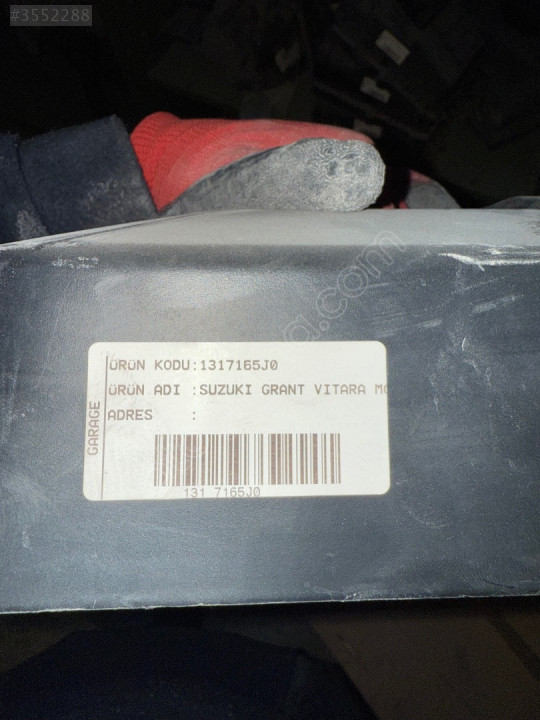 #3552288
GARAGE
ÜRÜN KODU:1317165J0
ÜRÜN ADI :SUZUKI GRANT VITARA
ADRES :
131 7165J0